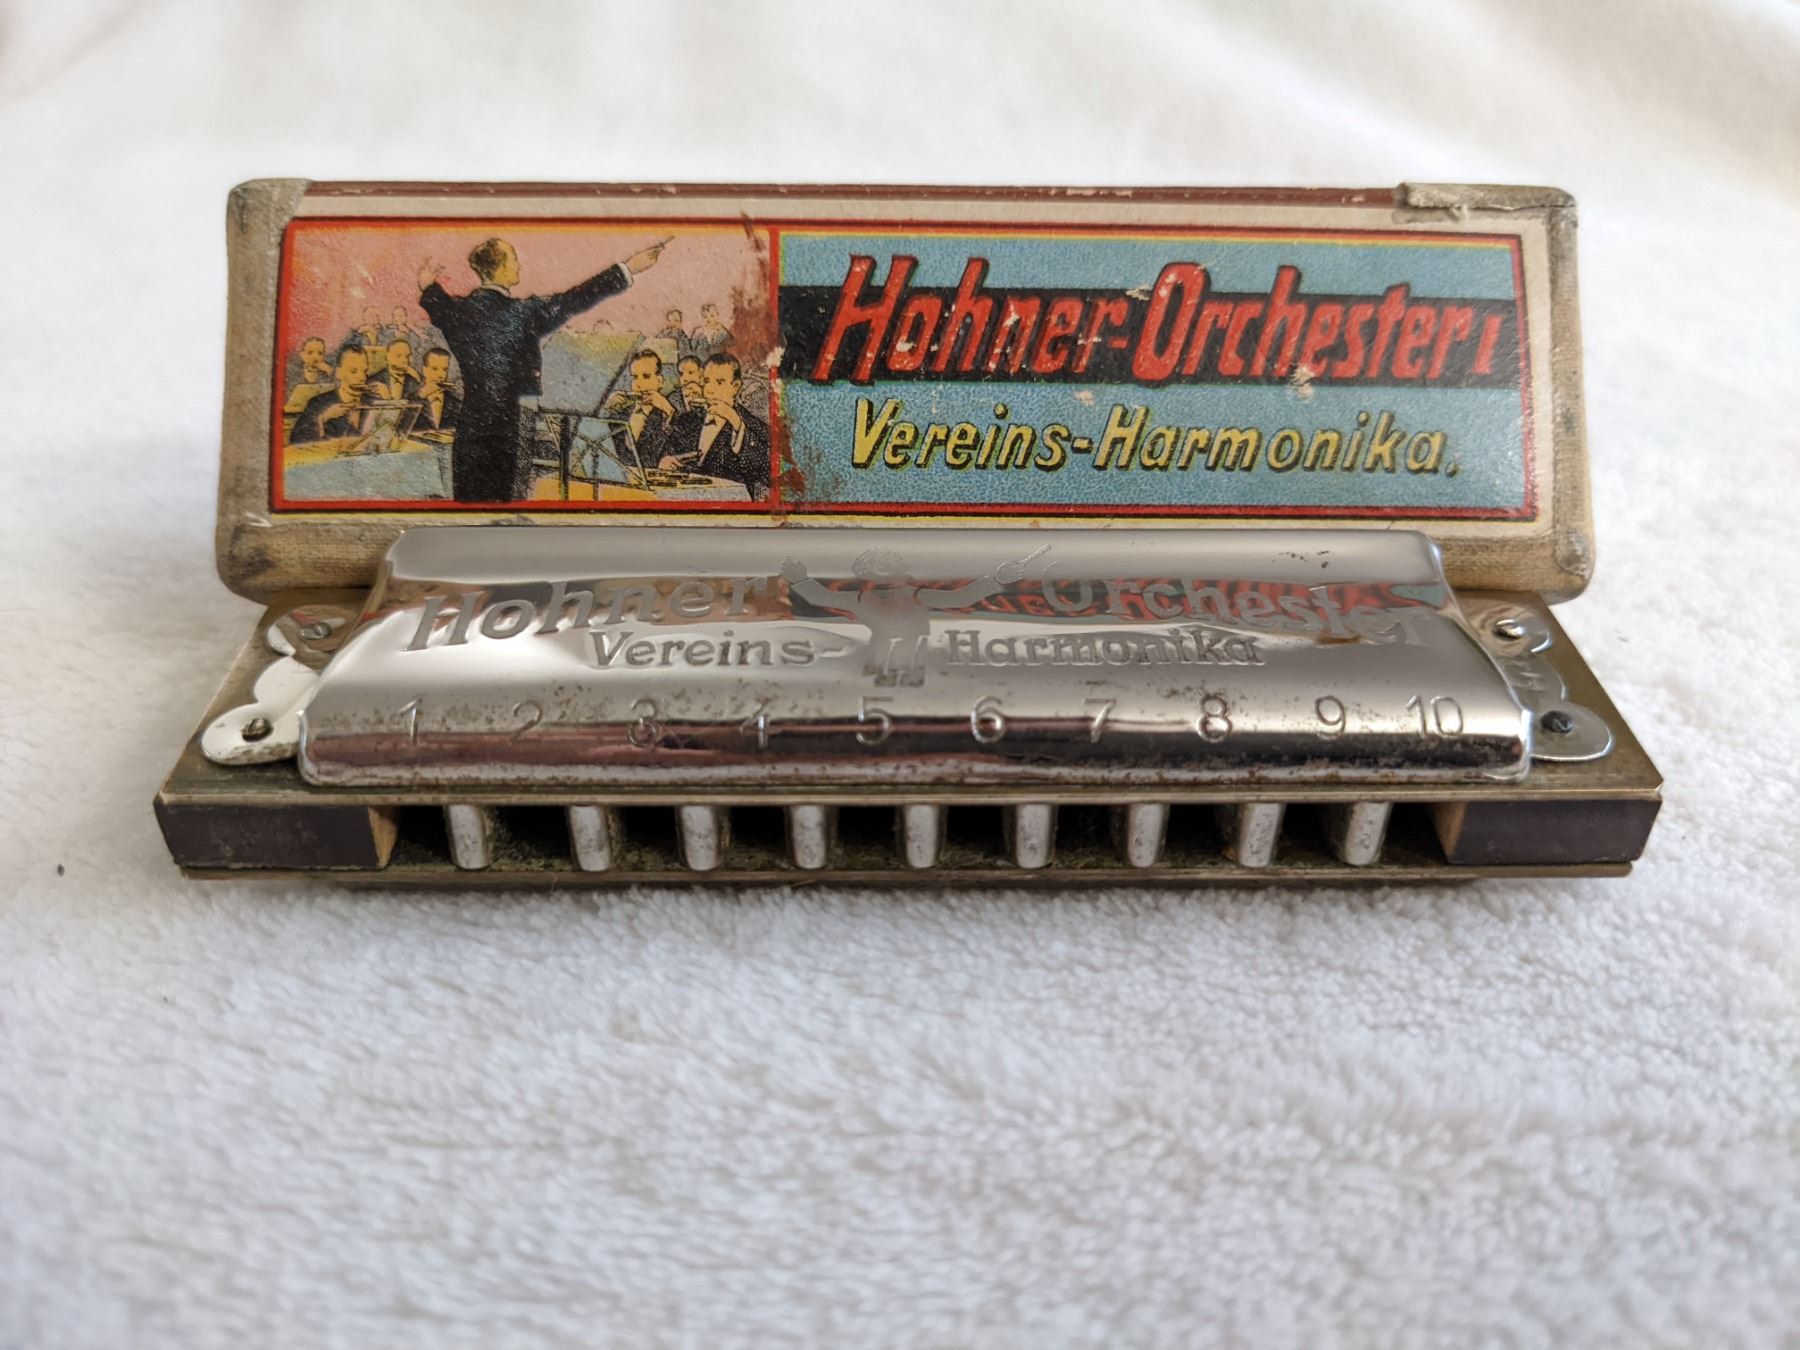 Hohner-Orchester I
Vereins-Harmonika.
Hohner Orchester
Vereins-Harmonika
1 2 3 4 5 6 7 8 9 10